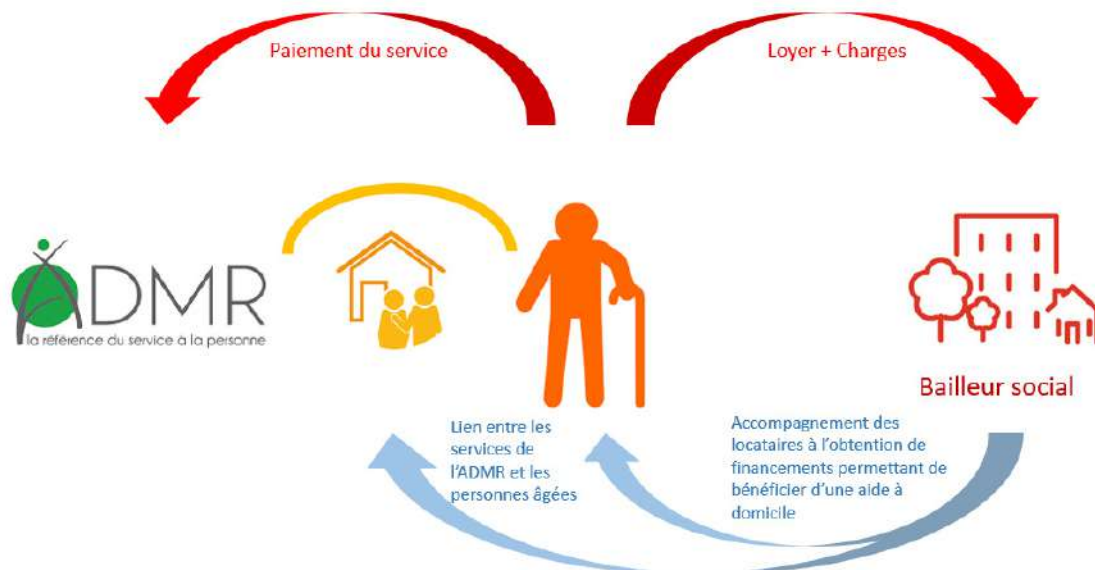 Paiement du service
Loyer + Charges
ADMR
la référence du service à la personne
Bailleur social
Lien entre les
services de
l'ADMR et les
personnes âgées
Accompagnement des
locataires à l'obtention de
financements permettant de
bénéficier d'une aide à
domicile